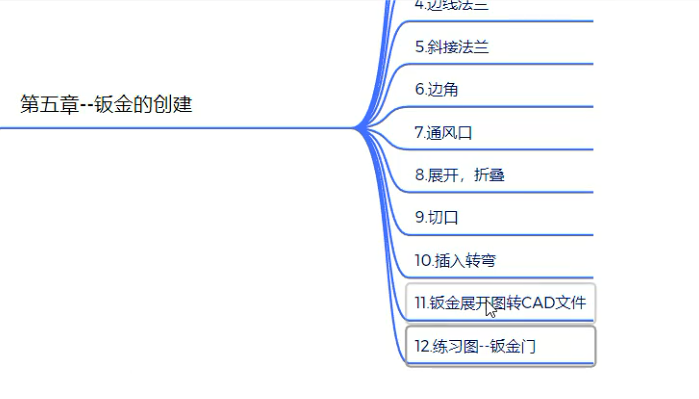 4.边线法兰
5.斜接法兰
第五章--钣金的创建
6.边角
7.通风口
8.展开，折叠
9.切口
10.插入转弯
11.钣金展开图转CAD文件
12.练习图--钣金门